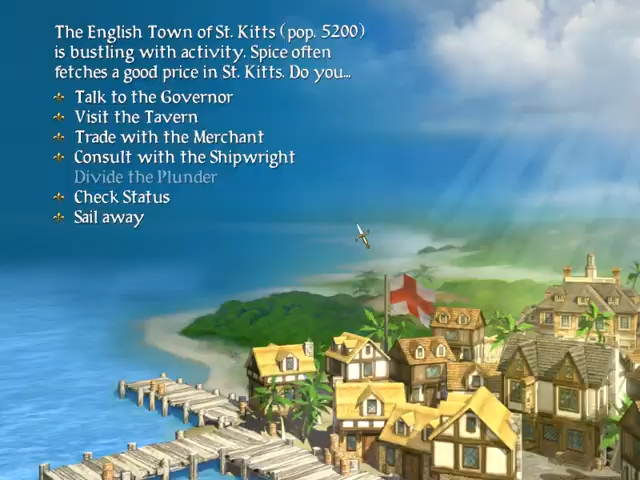 The English Town of St. Kitts (pop. 5200)
is bustling with activity. Spice often
fetches a good price in St. Kitts. Do you...
Talk to the Governor
Visit the Tavern
Trade with the Merchant
Consult with the Shipwright
Divide the Plunder
Check Status
Sail away